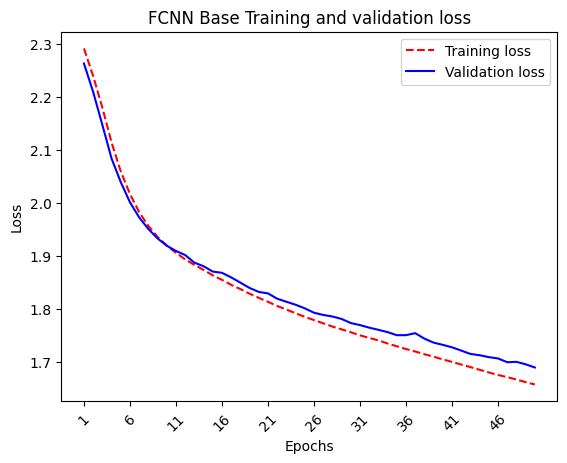 FCNN Base Training and validation loss
Training loss
Validation loss
2.3
2.2
2.1
2.0
1.9
1.8
1.7
Loss
1 6 11 16 21 26 31 36 41 46
Epochs